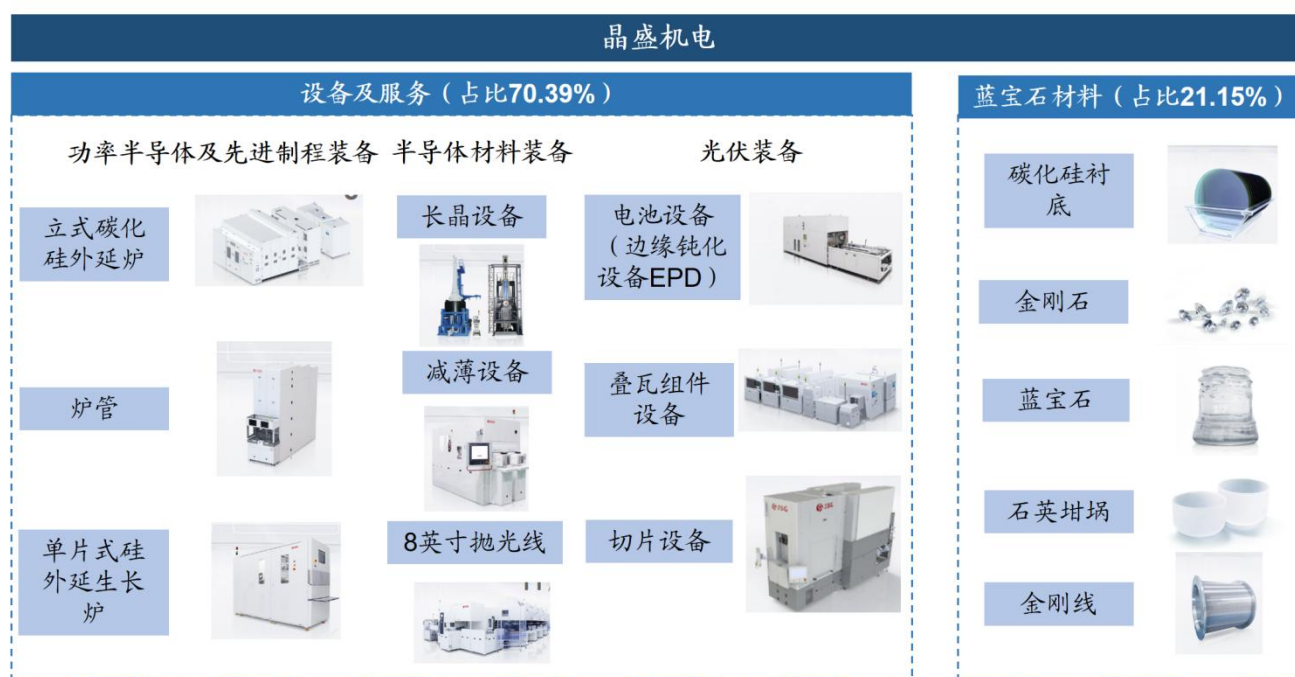 晶盛机电
设备及服务（占比70.39%）
功率半导体及先进制程装备
半导体材料装备
光伏装备
立式碳化
硅外延炉
炉管
单片式硅
外延生长
炉
长晶设备
减薄设备
8英寸抛光线
电池设备
（边缘钝化
设备EPD）
叠瓦组件
设备
切片设备
JSG
JSG
蓝宝石材料（占比21.15%）
碳化硅衬
底
金刚石
蓝宝石
石英坩埚
金刚线